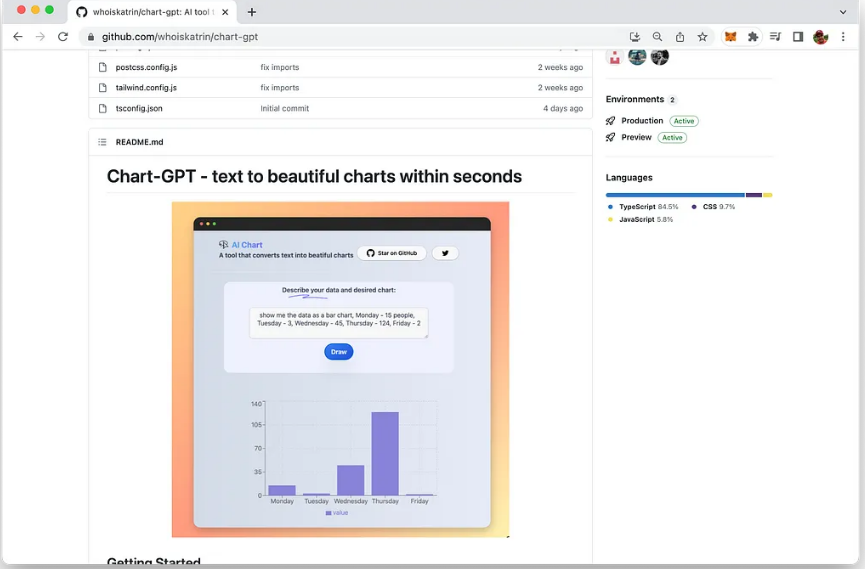 whoiskatrin/chart-gpt: AI tool t
github.com/whoiskatrin/chart-gpt
postcss.config.js fix imports 2 weeks ago
tailwind.config.js fix imports 2 weeks ago
tsconfig.json Initial commit 4 days ago
README.md
Chart-GPT - text to beautiful charts within seconds
AI Chart
A tool that converts text into beatiful charts
Star on GitHub
Describe your data and desired chart:
show me the data as a bar chart, Monday - 15 people,
Tuesday - 3, Wednesday - 45, Thursday - 124, Friday - 2
Draw
140
105
70
35
0
Monday Tuesday Wednesday Thursday Friday
value
Getting Started
Environments 2
Production Active
Preview Active
Languages
TypeScript 84.5% CSS 9.7%
JavaScript 5.8%